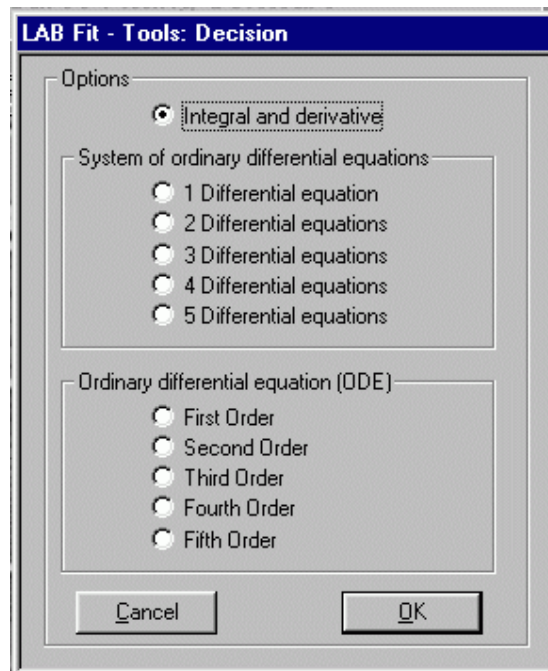 LAB Fit - Tools: Decision
Options
Integral and derivative
System of ordinary differential equations
1 Differential equation
2 Differential equations
3 Differential equations
4 Differential equations
5 Differential equations
Ordinary differential equation (ODE)
First Order
Second Order
Third Order
Fourth Order
Fifth Order
Cancel
OK